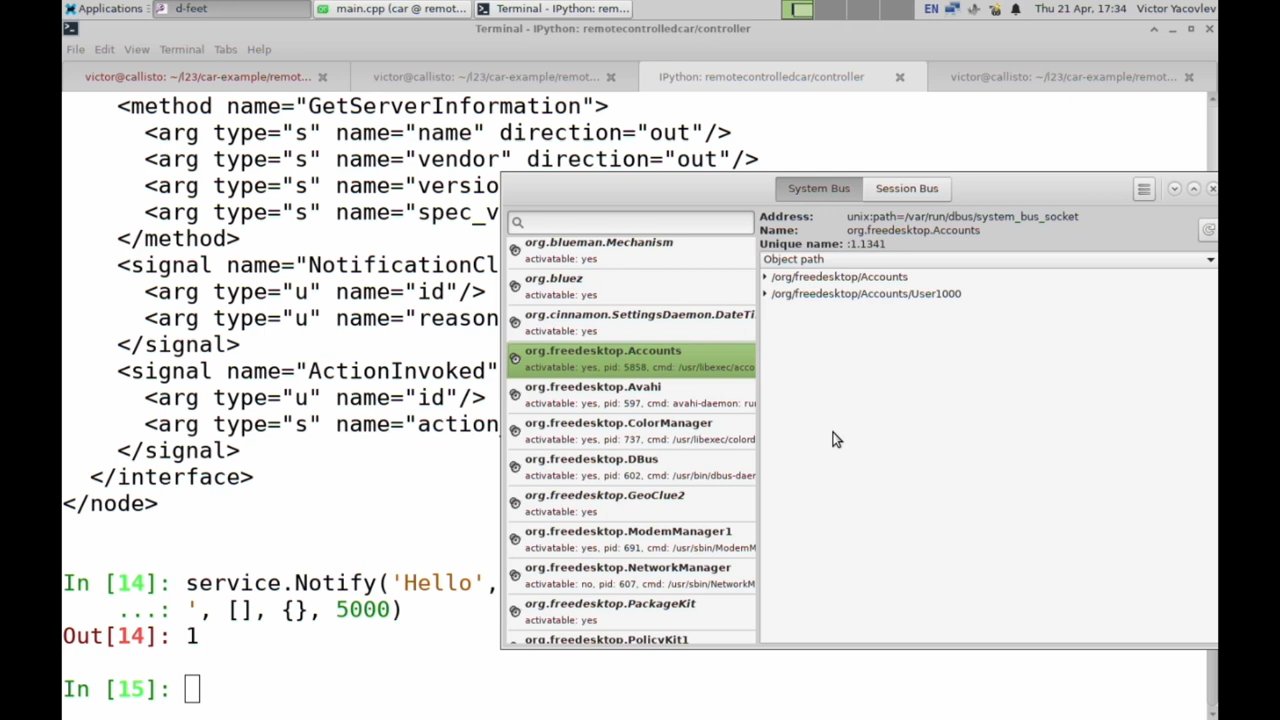 Applications
d-feet
main.cpp (car @ remot...
Terminal - IPython: rem...
EN
Thu 21 Apr, 17:34
Victor Yacovlev
Terminal - IPython: remotecontrolledcar/controller
File Edit View Terminal Tabs Help
victor@callisto: ~/l23/car-example/remot...
victor@callisto: ~/l23/car-example/remot...
IPython: remotecontrolledcar/controller
victor@callisto: ~/l23/car-example/remot...
<method name="GetServerInformation">
<arg type="s" name="name" direction="out"/>
<arg type="s" name="vendor" direction="out"/>
<arg type="s" name="versio
<arg type="s" name="spec_v
</method>
<signal name="NotificationCl
<arg type="u" name="id"/>
<arg type="u" name="reason
</signal>
<signal name="ActionInvoked"
<arg type="u" name="id"/>
<arg type="s" name="action_
</signal>
</interface>
</node>
In [14]: service.Notify('Hello',
...: ', [], {}, 5000)
Out[14]: 1
In [15]:
System Bus
Session Bus
org.blueman.Mechanism
activatable: yes
org.bluez
activatable: yes
org.cinnamon.SettingsDaemon.DateTi
activatable: yes
org.freedesktop.Accounts
activatable: yes, pid: 5858, cmd: /usr/libexec/acco
org.freedesktop.Avahi
activatable: yes, pid: 597, cmd: avahi-daemon: ru
org.freedesktop.ColorManager
activatable: yes, pid: 737, cmd: /usr/libexec/colord
org.freedesktop.DBus
activatable: yes, pid: 602, cmd: /usr/bin/dbus-dae
org.freedesktop.GeoClue2
activatable: yes
org.freedesktop.ModemManager1
activatable: yes, pid: 691, cmd: /usr/sbin/ModemM
org.freedesktop.NetworkManager
activatable: no, pid: 607, cmd: /usr/sbin/NetworkM
org.freedesktop.PackageKit
activatable: yes
org.freedesktop.PolicyKit1
Address: unix:path=/var/run/dbus/system_bus_socket
Name: org.freedesktop.Accounts
Unique name: :1.1341
Object path
/org/freedesktop/Accounts
/org/freedesktop/Accounts/User1000